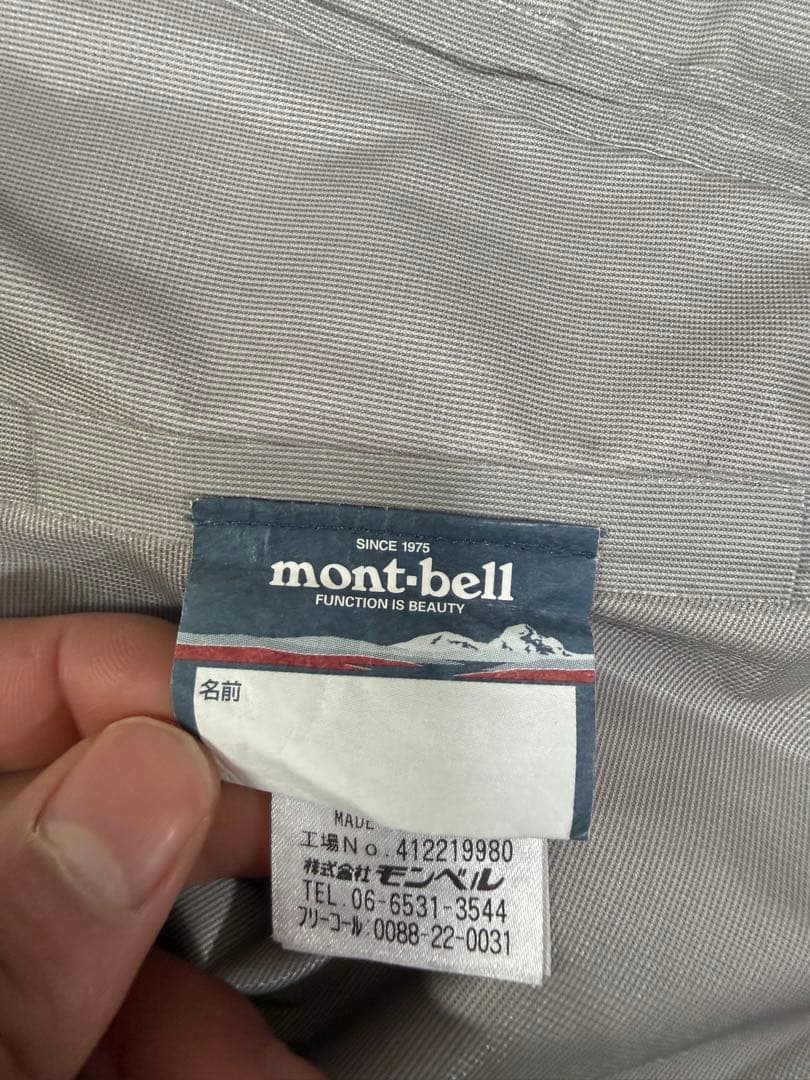 SINCE 1975
mont-bell
FUNCTION IS BEAUTY
名前
MADE
工場No.412219980
株式会社モンベル
TEL.06-6531-3544
フリーコール 0088-22-0031